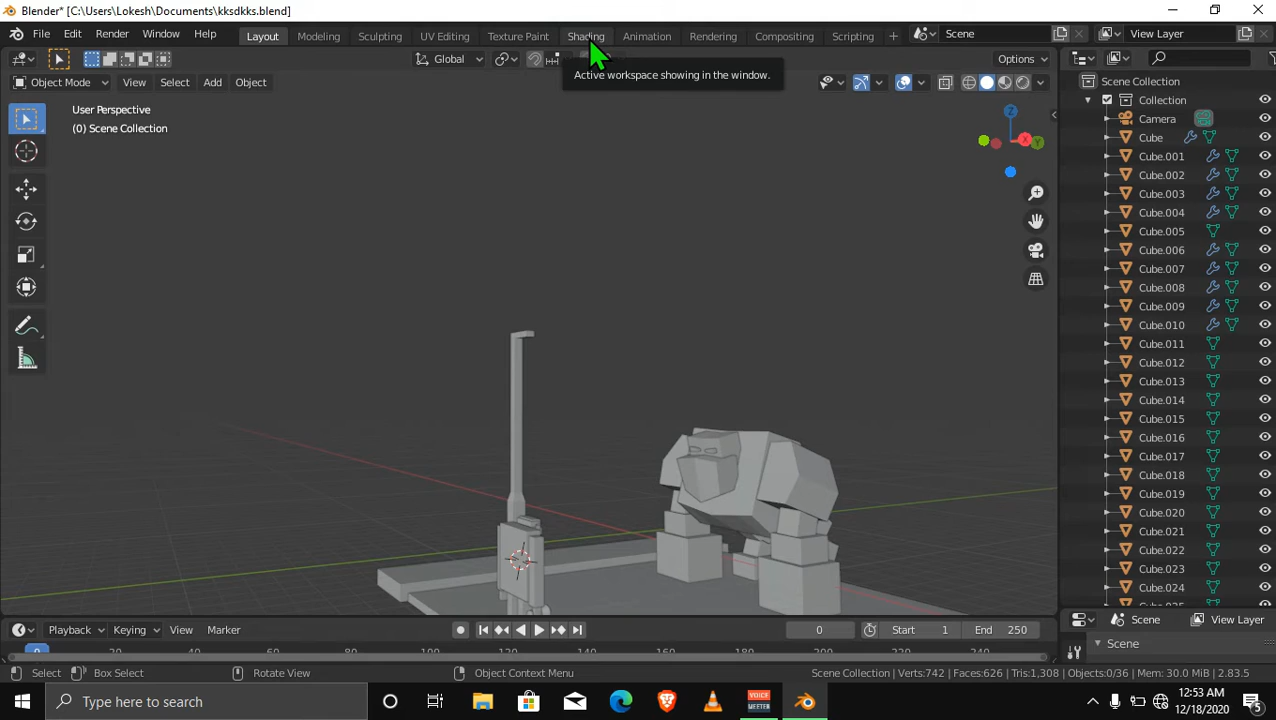 Blender* [C:\Users\Lokesh\Documents\kksdkks.blend]
File Edit Render Window Help Layout Modeling Sculpting UV Editing Texture Paint Shading Animation Rendering Compositing Scripting + Scene View Layer
Global Options
Active workspace showing in the window.
Object Mode View Select Add Object
Scene Collection
Collection
User Perspective
(0) Scene Collection
Z
X
Y
Camera
Cube
Cube.001
Cube.002
Cube.003
Cube.004
Cube.005
Cube.006
Cube.007
Cube.008
Cube.009
Cube.010
Cube.011
Cube.012
Cube.013
Cube.014
Cube.015
Cube.016
Cube.017
Cube.018
Cube.019
Cube.020
Cube.021
Cube.022
Cube.023
Cube.024
Scene View Layer
Scene
Playback Keying View Marker 0 Start 1 End 250
0 20
Select Box Select Rotate View Object Context Menu Scene Collection | Verts:742 | Faces:626 | Tris:1,308 | Objects:0/36 | Mem: 30.0 MiB | 2.83.5
Type here to search
VOICE
MEETER
12:53 AM
12/18/2020
5